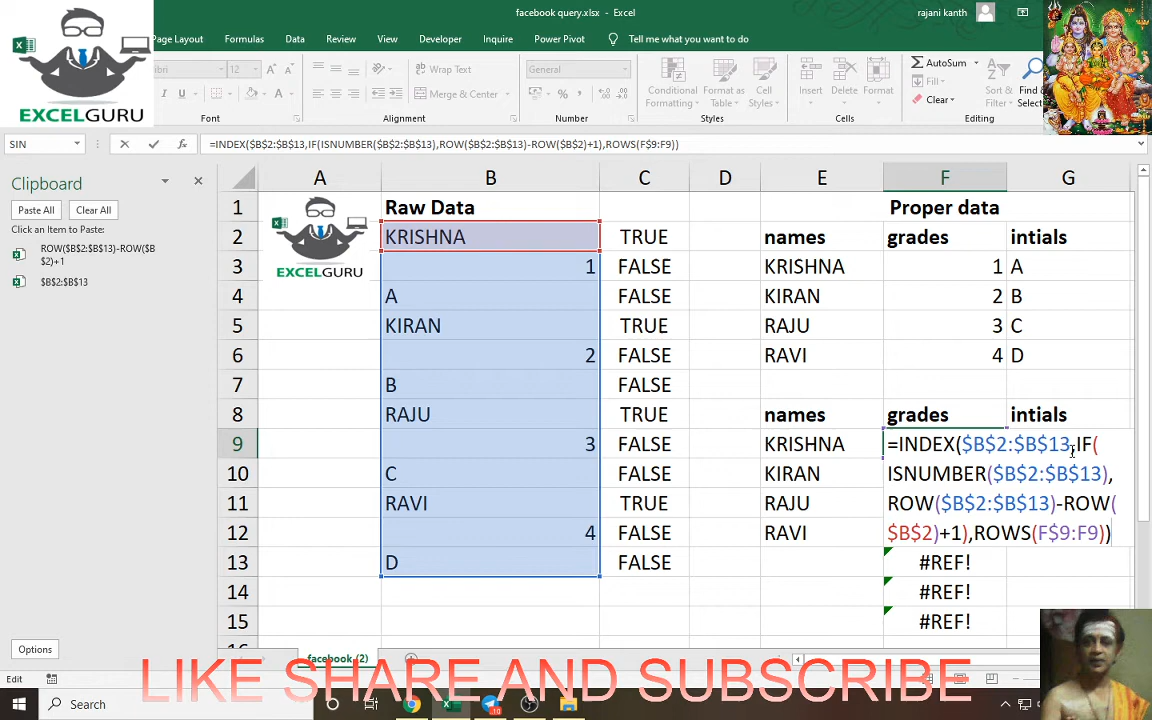 facebook query.xlsx - Excel
rajani kanth
Page Layout Formulas Data Review View Developer Inquire Power Pivot Tell me what you want to do
EXCELGURU
12 A A
Wrap Text
General
Conditional Formatting
Format as Table
Cell Styles
Insert Delete Format
AutoSum
Fill
Clear
Sort & Filter
Find & Select
I U A
Merge & Center
% ,
Font Alignment Number Styles Cells Editing
SIN
fx =INDEX($B$2:$B$13,IF(ISNUMBER($B$2:$B$13),ROW($B$2:$B$13)-ROW($B$2)+1),ROWS(F$9:F9))
Clipboard
Paste All Clear All
Click an Item to Paste:
ROW($B$2:$B$13)-ROW($B
$2)+1
$B$2:$B$13
Options
A B C D E F G
1 Raw Data Proper data
2 KRISHNA TRUE names grades intials
3 1 FALSE KRISHNA 1 A
EXCELGURU
4 A FALSE KIRAN 2 B
5 KIRAN TRUE RAJU 3 C
6 2 FALSE RAVI 4 D
7 B FALSE
8 RAJU TRUE names grades intials
9 3 FALSE KRISHNA =INDEX($B$2:$B$13,IF(
10 C FALSE KIRAN ISNUMBER($B$2:$B$13),
11 RAVI TRUE RAJU ROW($B$2:$B$13)-ROW(
12 4 FALSE RAVI $B$2)+1),ROWS(F$9:F9))
13 D FALSE #REF!
14 #REF!
15 #REF!
facebook (2)
LIKE SHARE AND SUBSCRIBE
Edit
Search
10